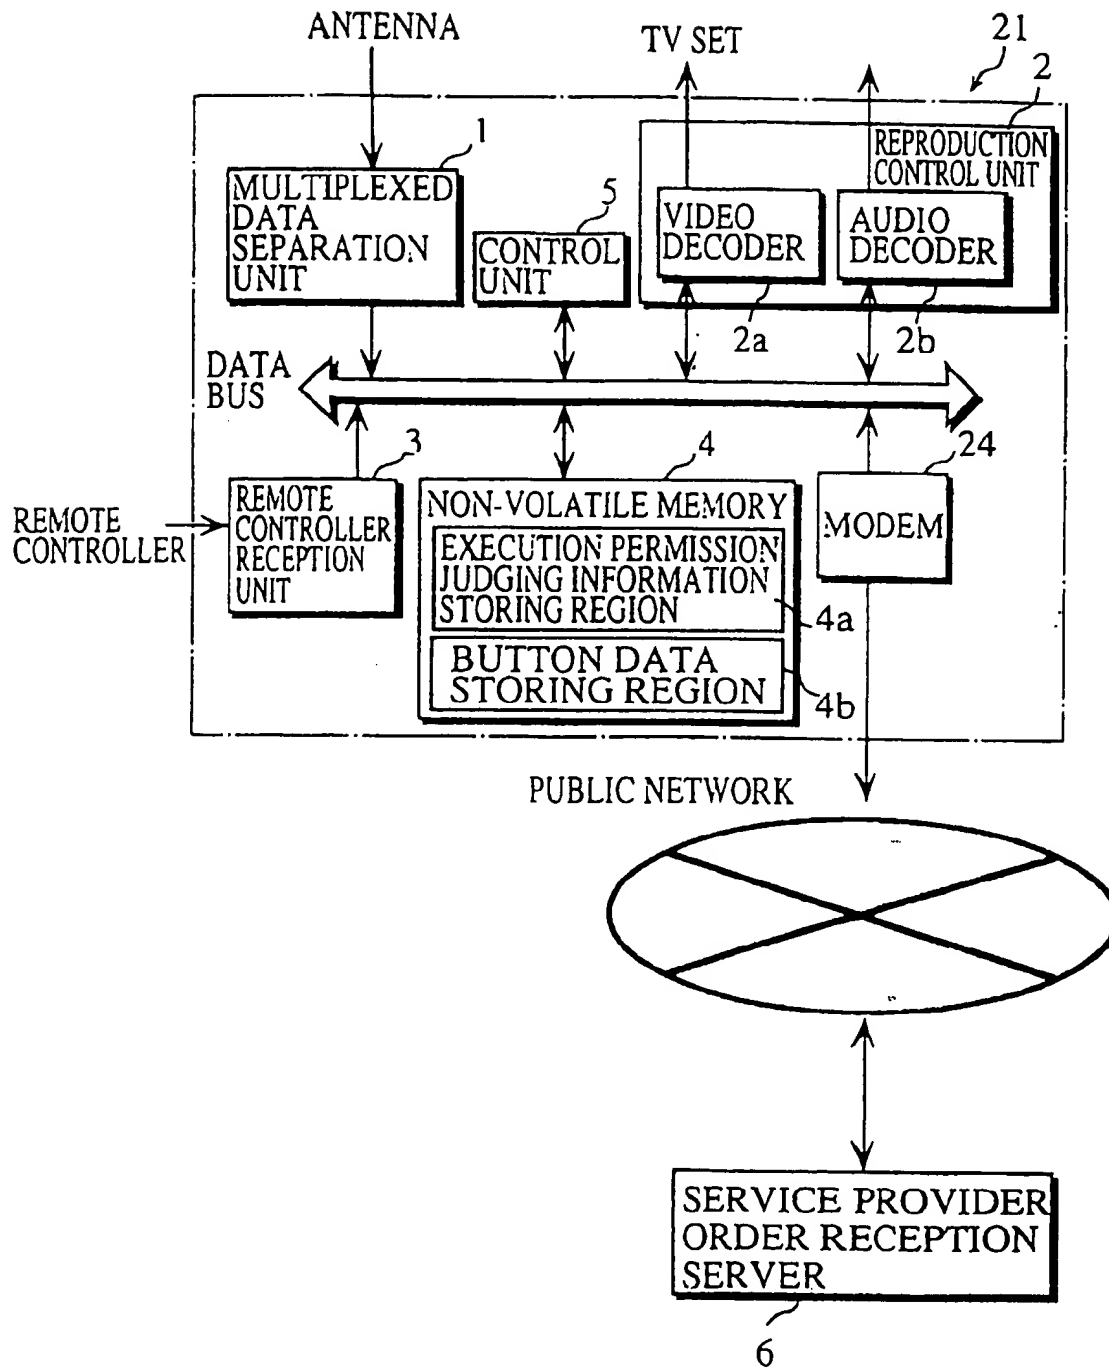 ANTENNA
TV SET
21
2
1
REPRODUCTION
CONTROL UNIT
MULTIPLEXED
DATA
SEPARATION
UNIT
5
CONTROL
UNIT
VIDEO
DECODER
AUDIO
DECODER
2a
2b
DATA
BUS
3
4
24
REMOTE
CONTROLLER
REMOTE
CONTROLLER
RECEPTION
UNIT
NON-VOLATILE MEMORY
EXECUTION PERMISSION
JUDGING INFORMATION
STORING REGION
4a
BUTTON DATA
STORING REGION
4b
MODEM
PUBLIC NETWORK
SERVICE PROVIDER
ORDER RECEPTION
SERVER
6